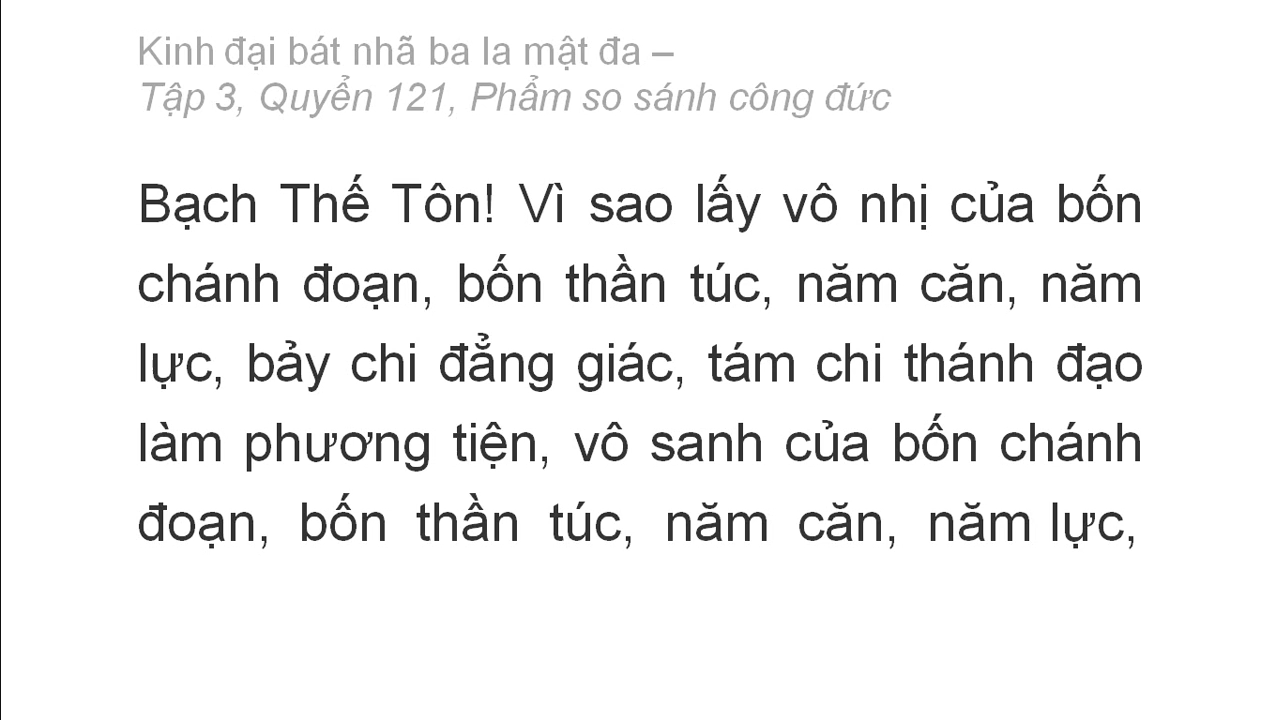 Kinh đại bát nhã ba la mật đa –
Tập 3, Quyển 121, Phẩm so sánh công đức
Bạch Thế Tôn! Vì sao lấy vô nhị của bốn
chánh đoạn, bốn thần túc, năm căn, năm
lực, bảy chi đẳng giác, tám chi thánh đạo
làm phương tiện, vô sanh của bốn chánh
đoạn, bốn thần túc, năm căn, năm lực,